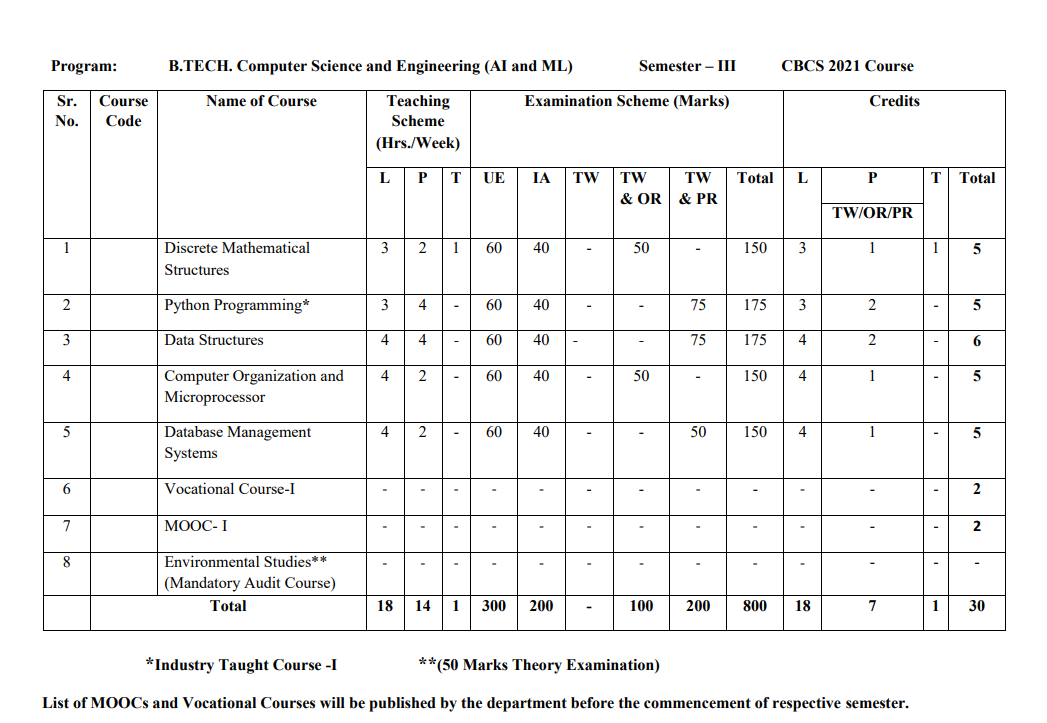 Program: B.TECH. Computer Science and Engineering (AI and ML) Semester – III CBCS 2021 Course
Sr. Course Name of Course Teaching Examination Scheme (Marks) Credits
No. Code Scheme
(Hrs./Week)
L P T UE IA TW TW TW Total L P T Total
& OR & PR
TW/OR/PR
1 Discrete Mathematical 3 2 1 60 40 - 50 - 150 3 1 1 5
Structures
2 Python Programming* 3 4 - 60 40 - - 75 175 3 2 - 5
3 Data Structures 4 4 - 60 40 - - 75 175 4 2 - 6
4 Computer Organization and 4 2 - 60 40 - 50 - 150 4 1 - 5
Microprocessor
5 Database Management 4 2 - 60 40 - - 50 150 4 1 - 5
Systems
6 Vocational Course-I - - - - - - - - - - - - 2
7 MOOC- I - - - - - - - - - - - - 2
8 Environmental Studies** - - - - - - - - - - - - -
(Mandatory Audit Course)
Total 18 14 1 300 200 - 100 200 800 18 7 1 30
*Industry Taught Course -I **(50 Marks Theory Examination)
List of MOOCs and Vocational Courses will be published by the department before the commencement of respective semester.